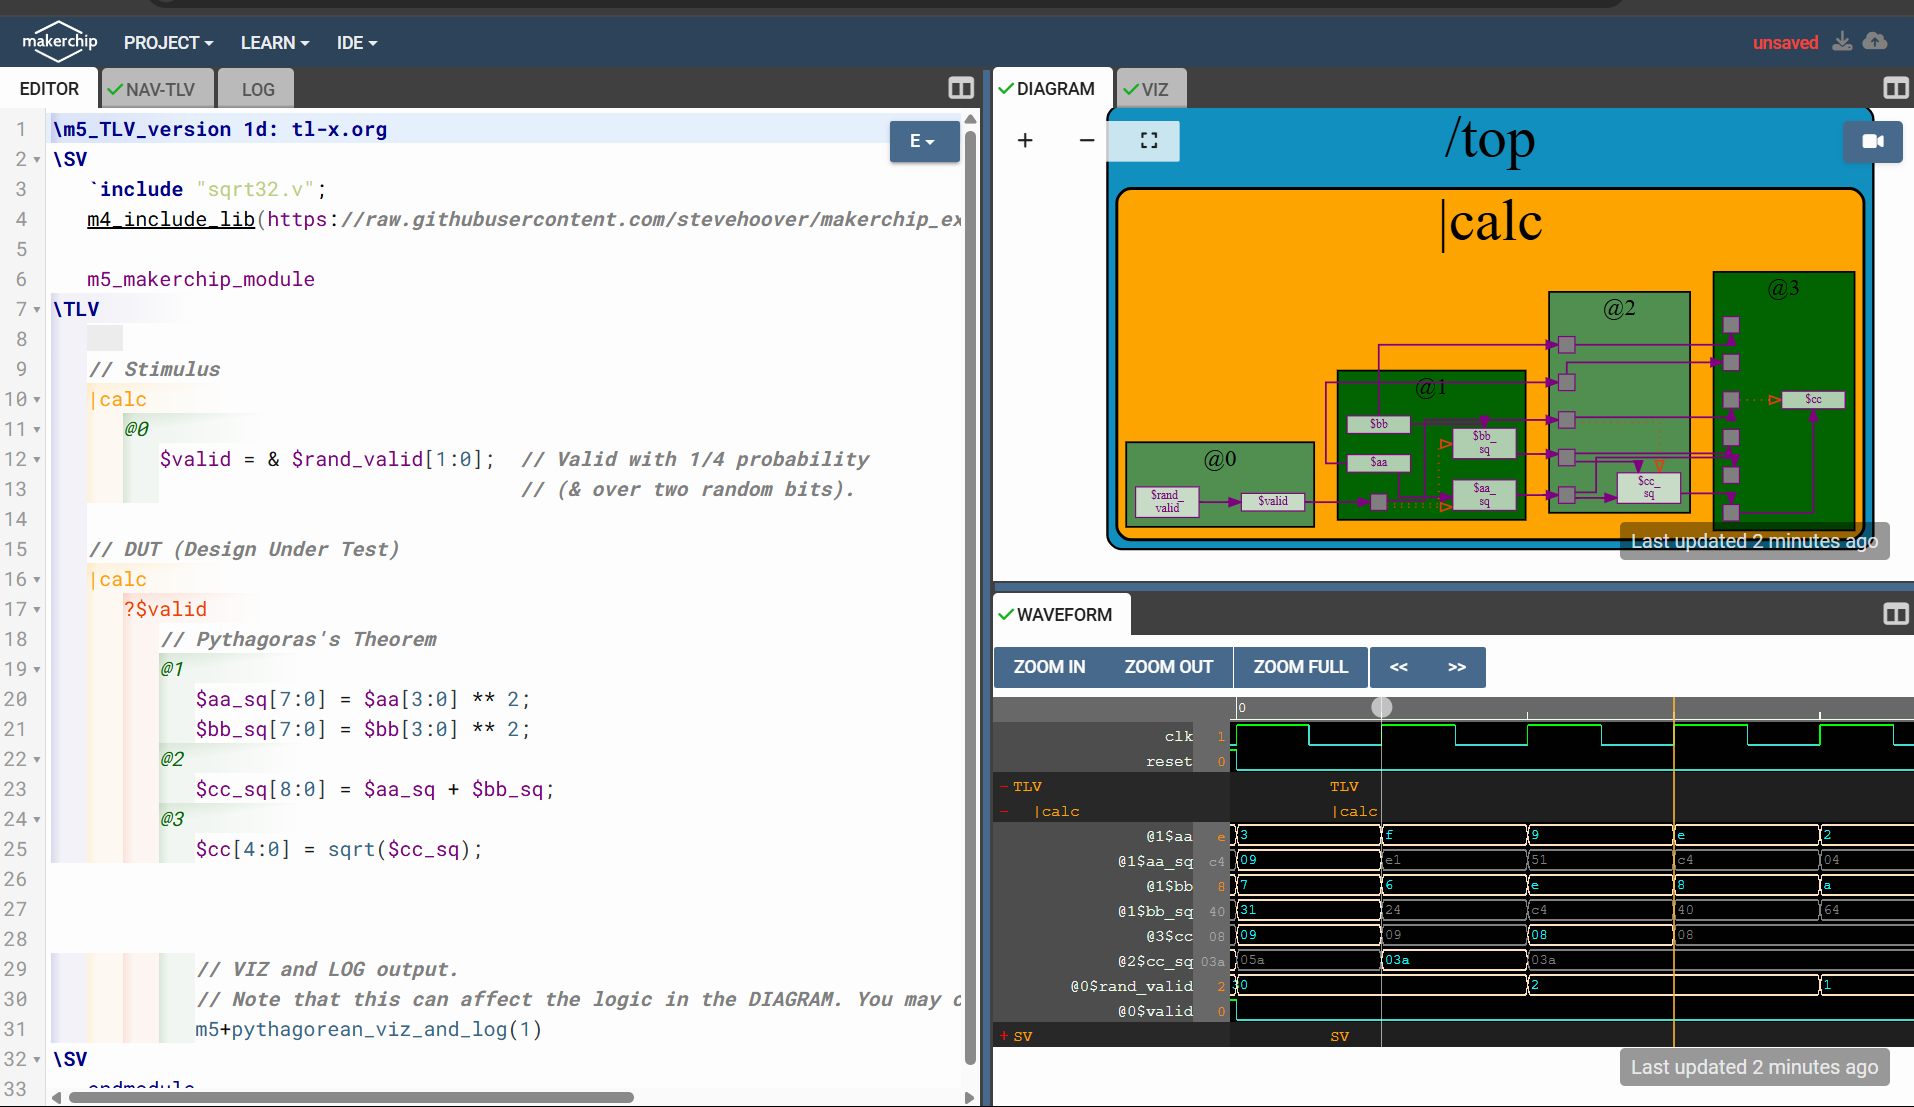 makerchip PROJECT LEARN IDE unsaved
EDITOR NAV-TLV LOG
1 \m5_TLV_version 1d: tl-x.org
E
2 \SV
3 `include "sqrt32.v";
4 m4_include_lib(https://raw.githubusercontent.com/stevehoover/makerchip_ex
5
6 m5_makerchip_module
7 \TLV
8
9 // Stimulus
10 |calc
11 @0
12 $valid = & $rand_valid[1:0]; // Valid with 1/4 probability
13 // (& over two random bits).
14
15 // DUT (Design Under Test)
16 |calc
17 ?$valid
18 // Pythagoras's Theorem
19 @1
20 $aa_sq[7:0] = $aa[3:0] ** 2;
21 $bb_sq[7:0] = $bb[3:0] ** 2;
22 @2
23 $cc_sq[8:0] = $aa_sq + $bb_sq;
24 @3
25 $cc[4:0] = sqrt($cc_sq);
26
27
28
29 // VIZ and LOG output.
30 // Note that this can affect the logic in the DIAGRAM. You may c
31 m5+pythagorean_viz_and_log(1)
32 \SV
33 endmodule
DIAGRAM VIZ
+ −
/top
|calc
@0
$rand_
valid
$valid
@1
$bb
$aa
$bb_
sq
$aa_
sq
@2
$cc_
sq
@3
$cc
Last updated 2 minutes ago
WAVEFORM
ZOOM IN ZOOM OUT ZOOM FULL << >>
0
clk 1
reset 0
- TLV TLV
- |calc |calc
@1$aa e 3 f 9 e 2
@1$aa_sq c4 09 e1 51 c4 04
@1$bb 8 7 6 e 8 a
@1$bb_sq 40 31 24 c4 40 64
@3$cc 08 09 09 08 08
@2$cc_sq 03a 05a 03a 03a
@0$rand_valid 2 30 2 1
@0$valid 0
+ SV SV
Last updated 2 minutes ago